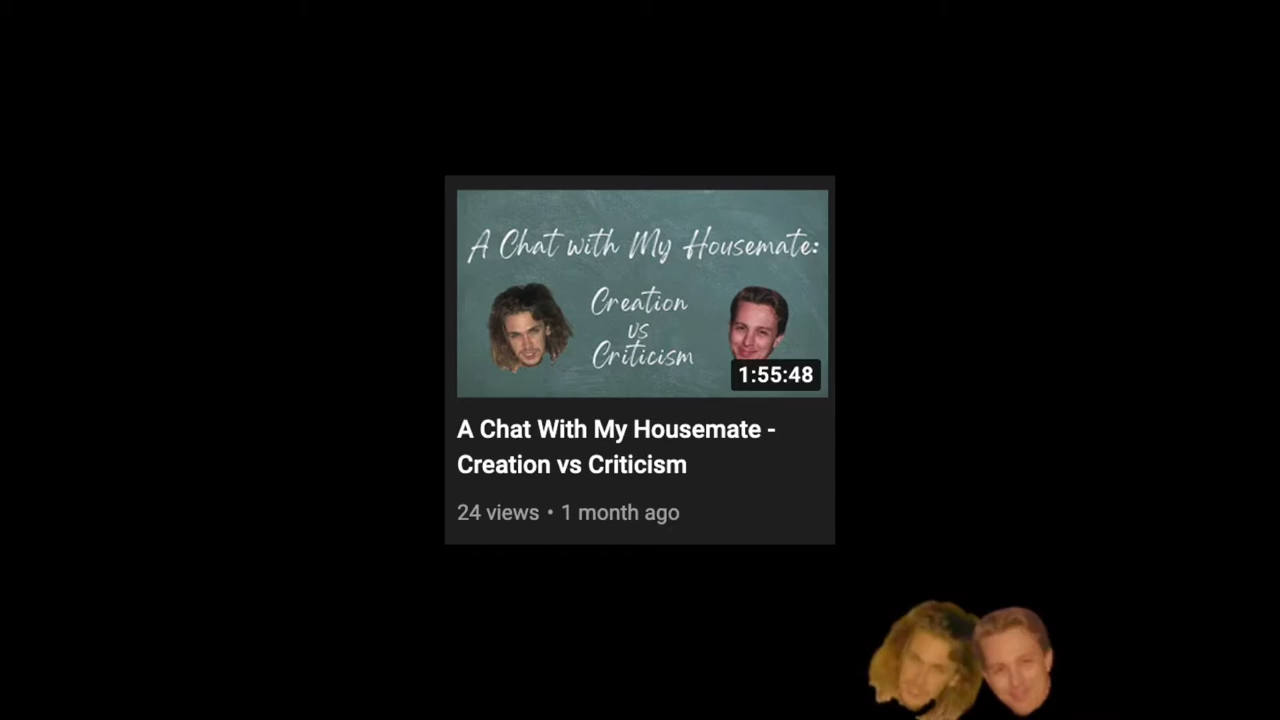 A Chat with My Housemate:
Creation
vs
Criticism
1:55:48
A Chat With My Housemate -
Creation vs Criticism
24 views • 1 month ago